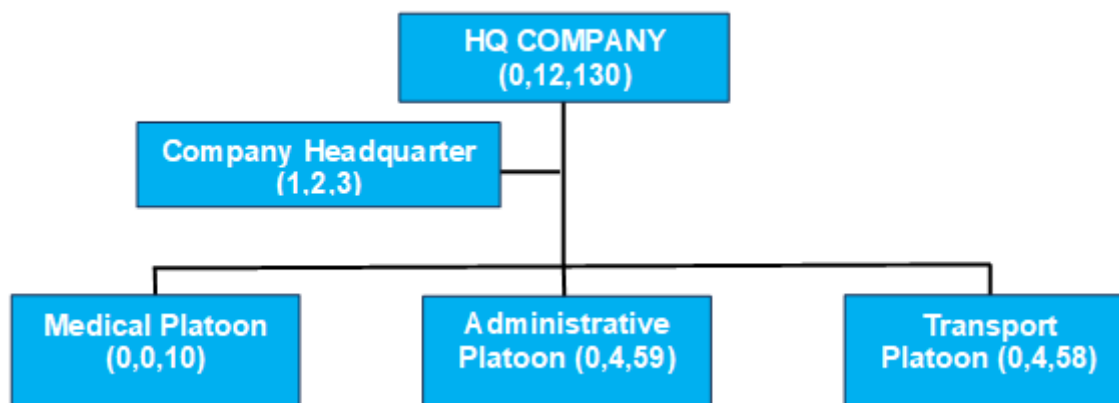 HQ COMPANY
(0,12,130)
Company Headquarter
(1,2,3)
Medical Platoon
(0,0,10)
Administrative
Platoon (0,4,59)
Transport
Platoon (0,4,58)